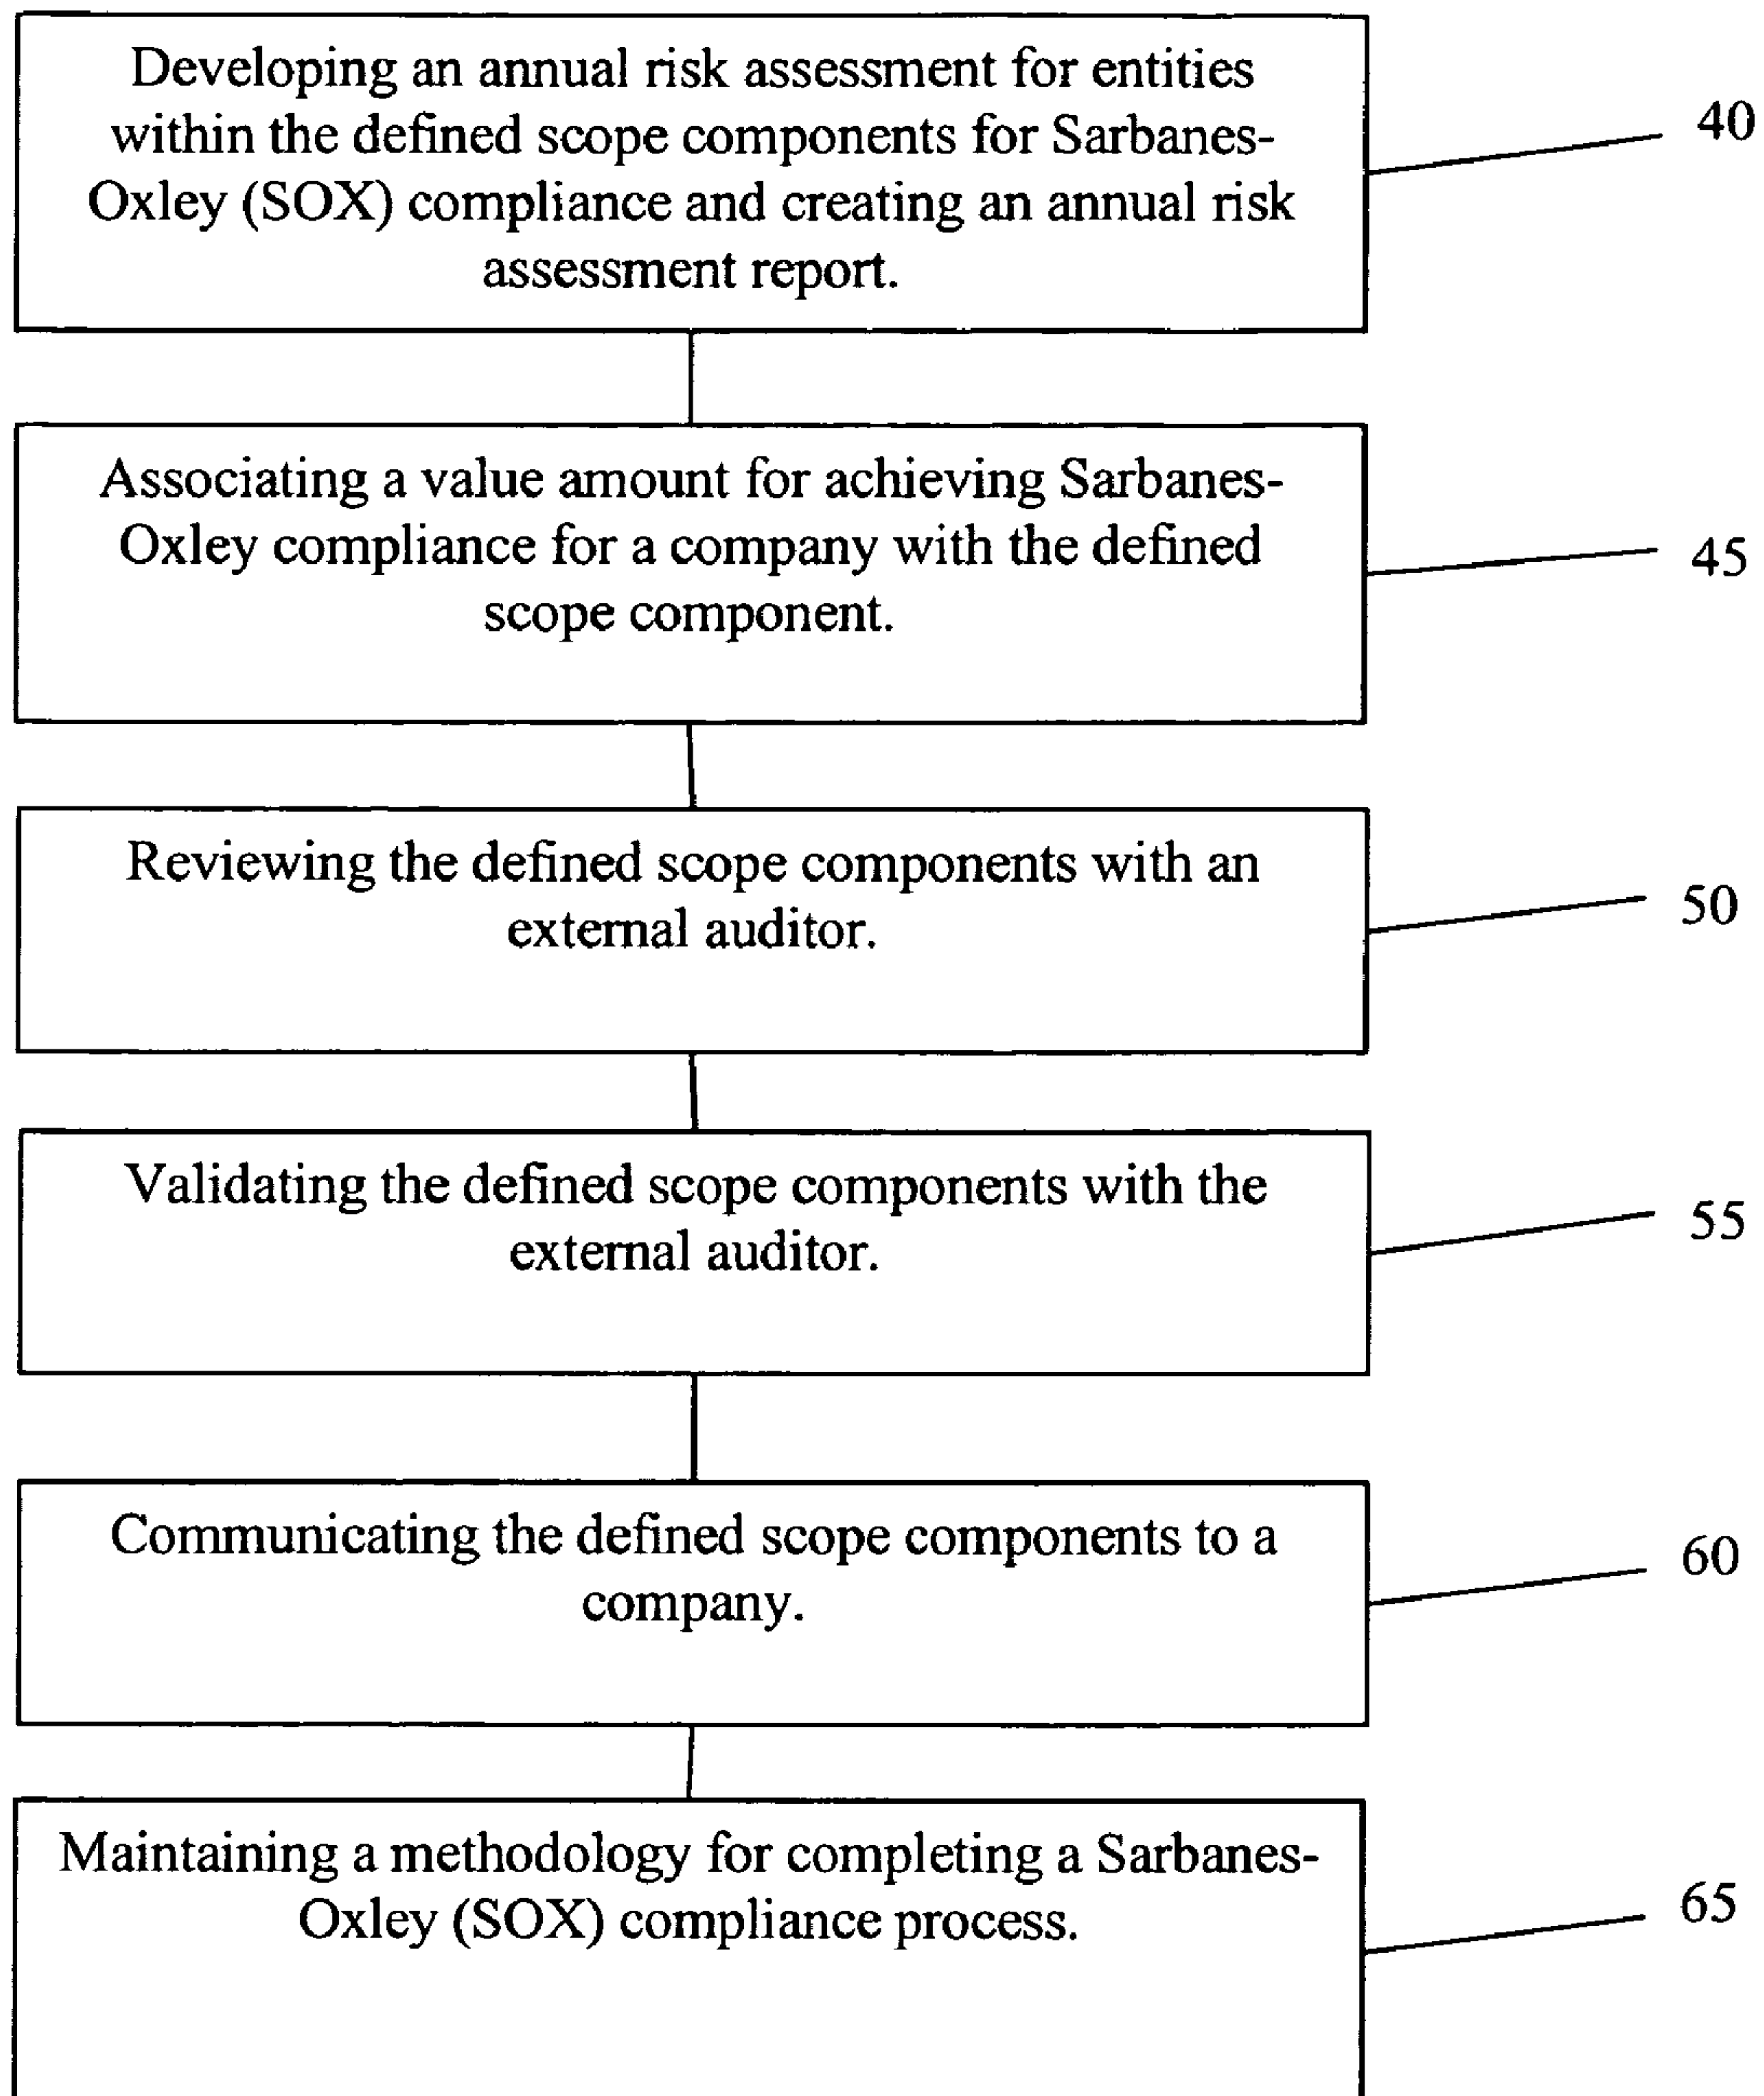 Developing an annual risk assessment for entities
within the defined scope components for Sarbanes-
Oxley (SOX) compliance and creating an annual risk
assessment report.
40
Associating a value amount for achieving Sarbanes-
Oxley compliance for a company with the defined
scope component.
45
Reviewing the defined scope components with an
external auditor.
50
Validating the defined scope components with the
external auditor.
55
Communicating the defined scope components to a
company.
60
Maintaining a methodology for completing a Sarbanes-
Oxley (SOX) compliance process.
65